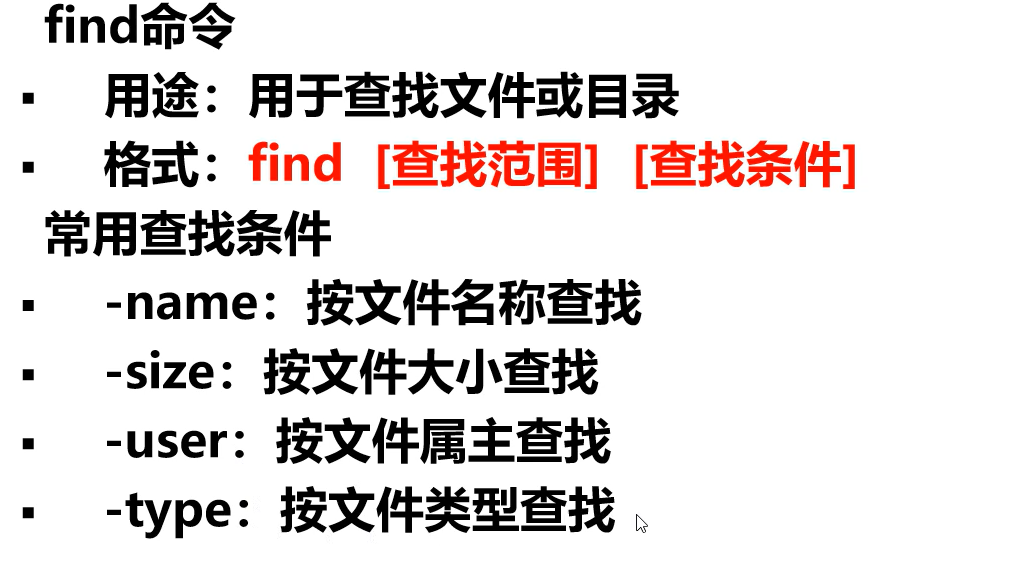 find命令
▪ 用途：用于查找文件或目录
▪ 格式：find [查找范围] [查找条件]
常用查找条件
▪ -name：按文件名称查找
▪ -size：按文件大小查找
▪ -user：按文件属主查找
▪ -type：按文件类型查找